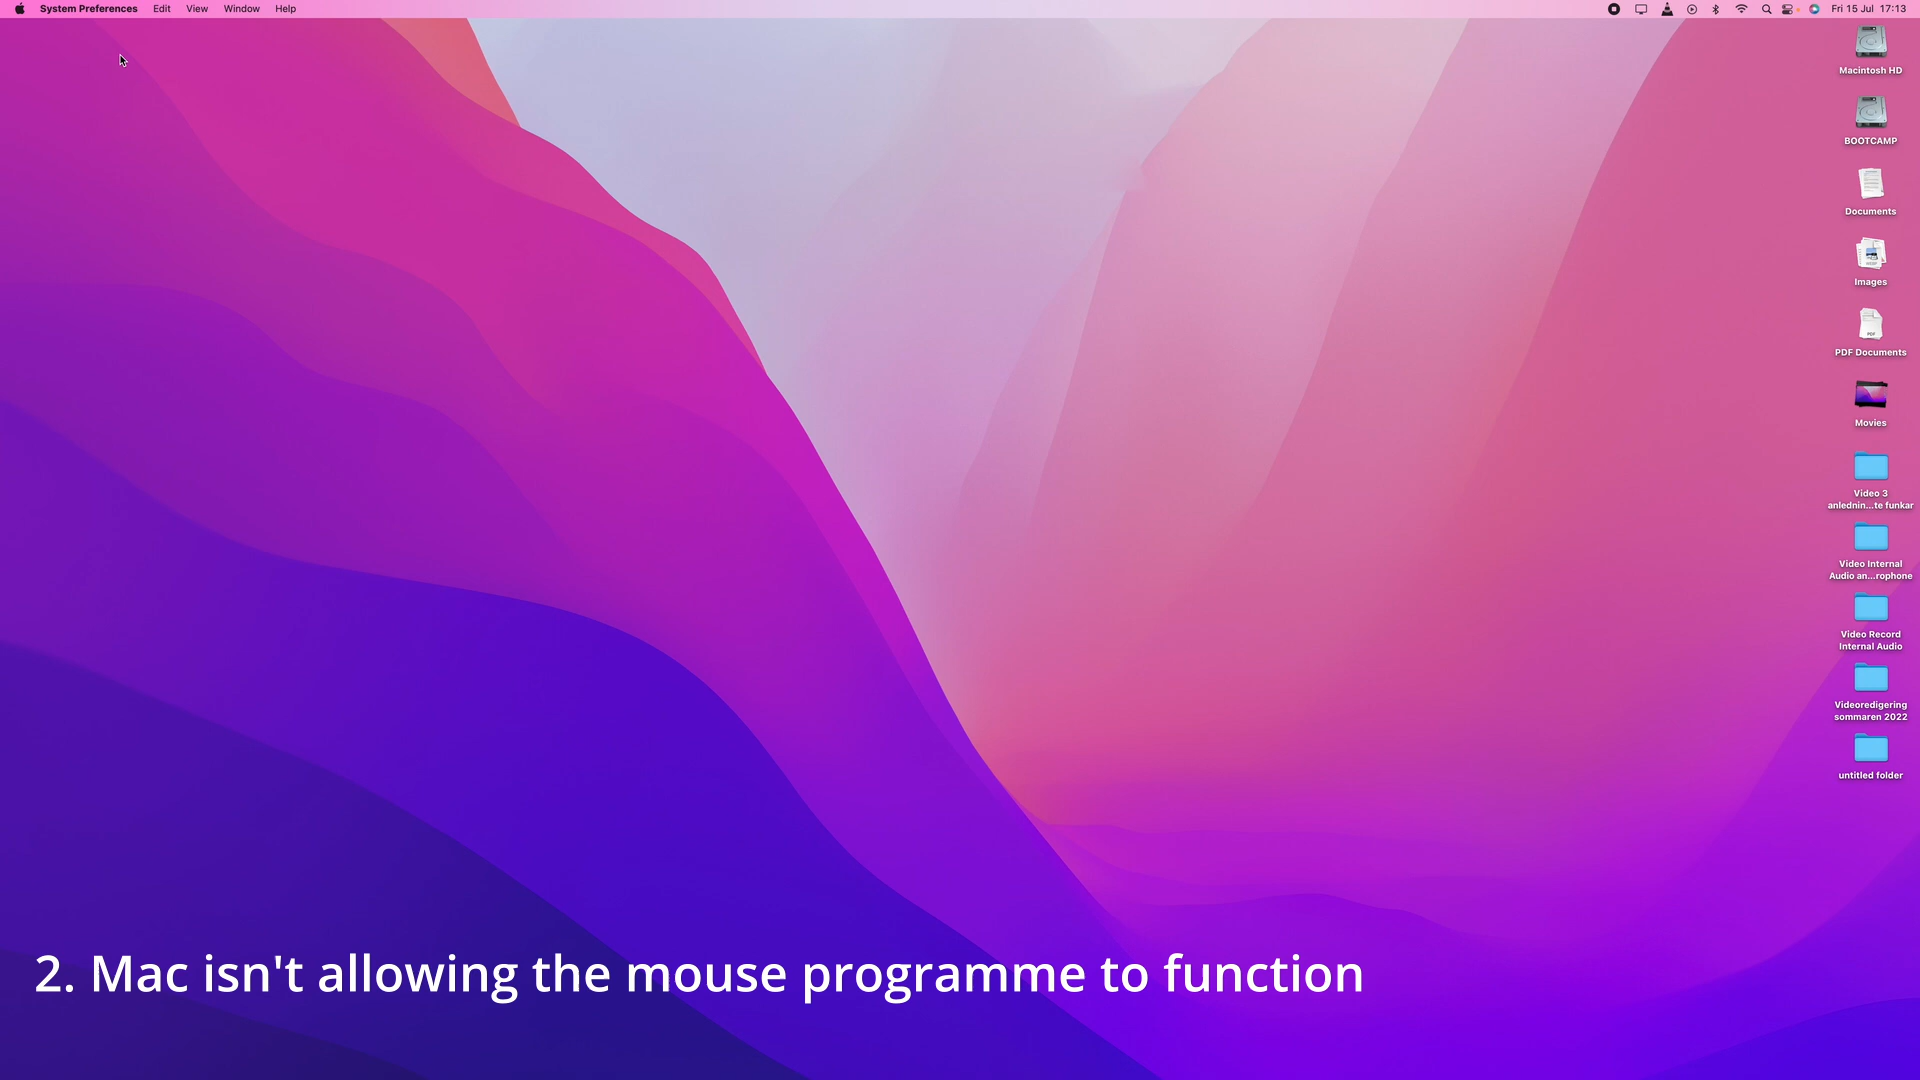 System Preferences Edit View Window Help Fri 15 Jul 17:13
Macintosh HD
BOOTCAMP
Documents
Images
PDF
PDF Documents
Movies
Video 3
anlednin...te funkar
Video Internal
Audio an...rophone
Video Record
Internal Audio
Videoredigering
sommaren 2022
untitled folder
2. Mac isn't allowing the mouse programme to function